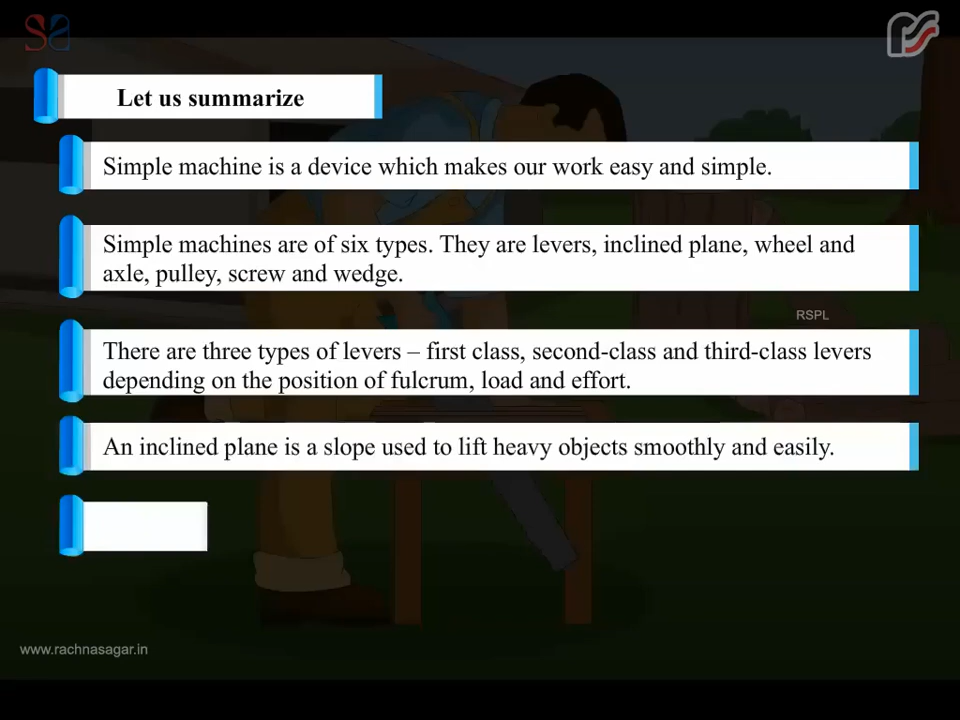 Let us summarize
Simple machine is a device which makes our work easy and simple.
Simple machines are of six types. They are levers, inclined plane, wheel and
axle, pulley, screw and wedge.
RSPL
There are three types of levers – first class, second-class and third-class levers
depending on the position of fulcrum, load and effort.
An inclined plane is a slope used to lift heavy objects smoothly and easily.
www.rachnasagar.in